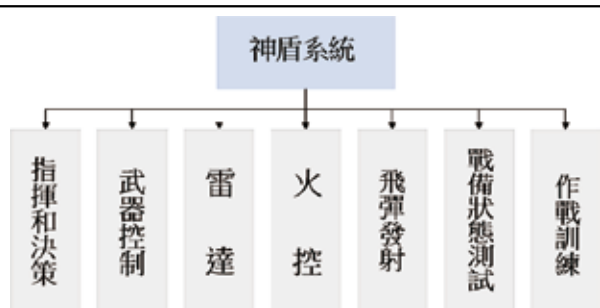 神盾系統
指揮和決策
武器控制
雷達
火控
飛彈發射
戰備狀態測試
作戰訓練